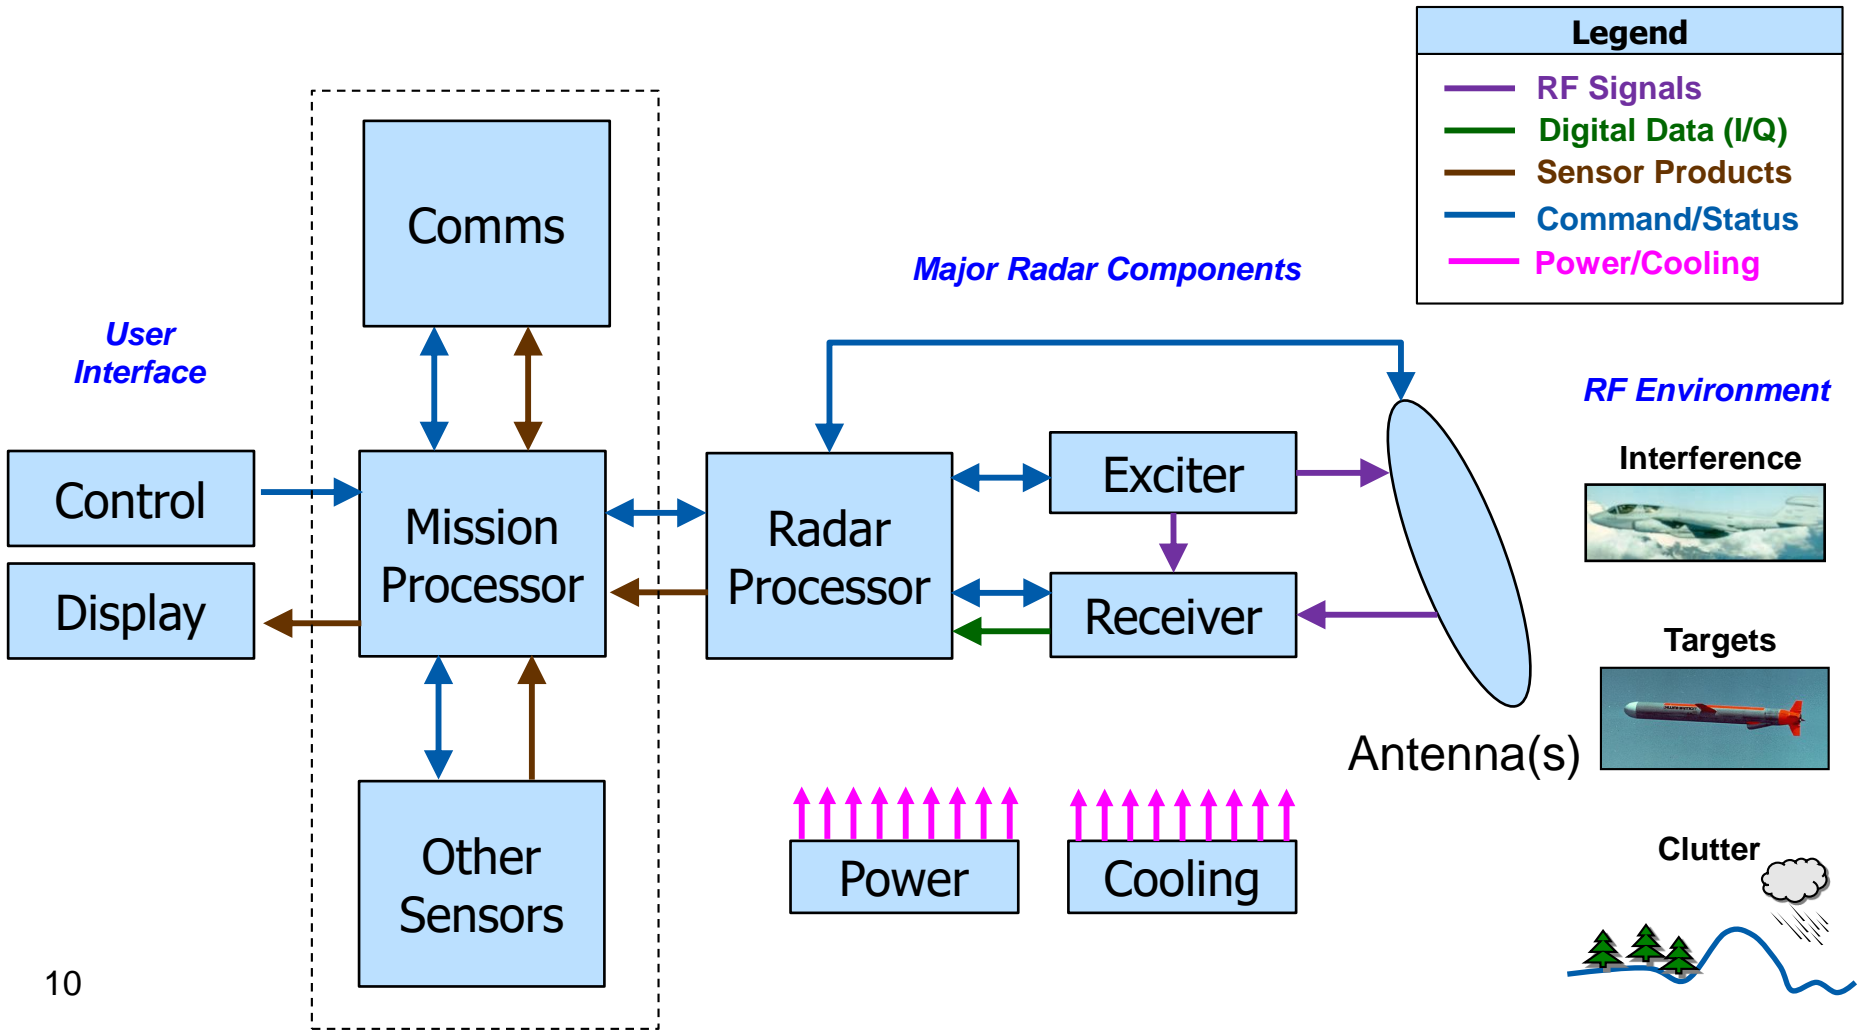 Legend
RF Signals
Digital Data (I/Q)
Sensor Products
Command/Status
Power/Cooling
Comms
Major Radar Components
User
Interface
RF Environment
Interference
Control
Display
Mission
Processor
Radar
Processor
Exciter
Receiver
Targets
Antenna(s)
Other
Sensors
Power
Cooling
Clutter
10